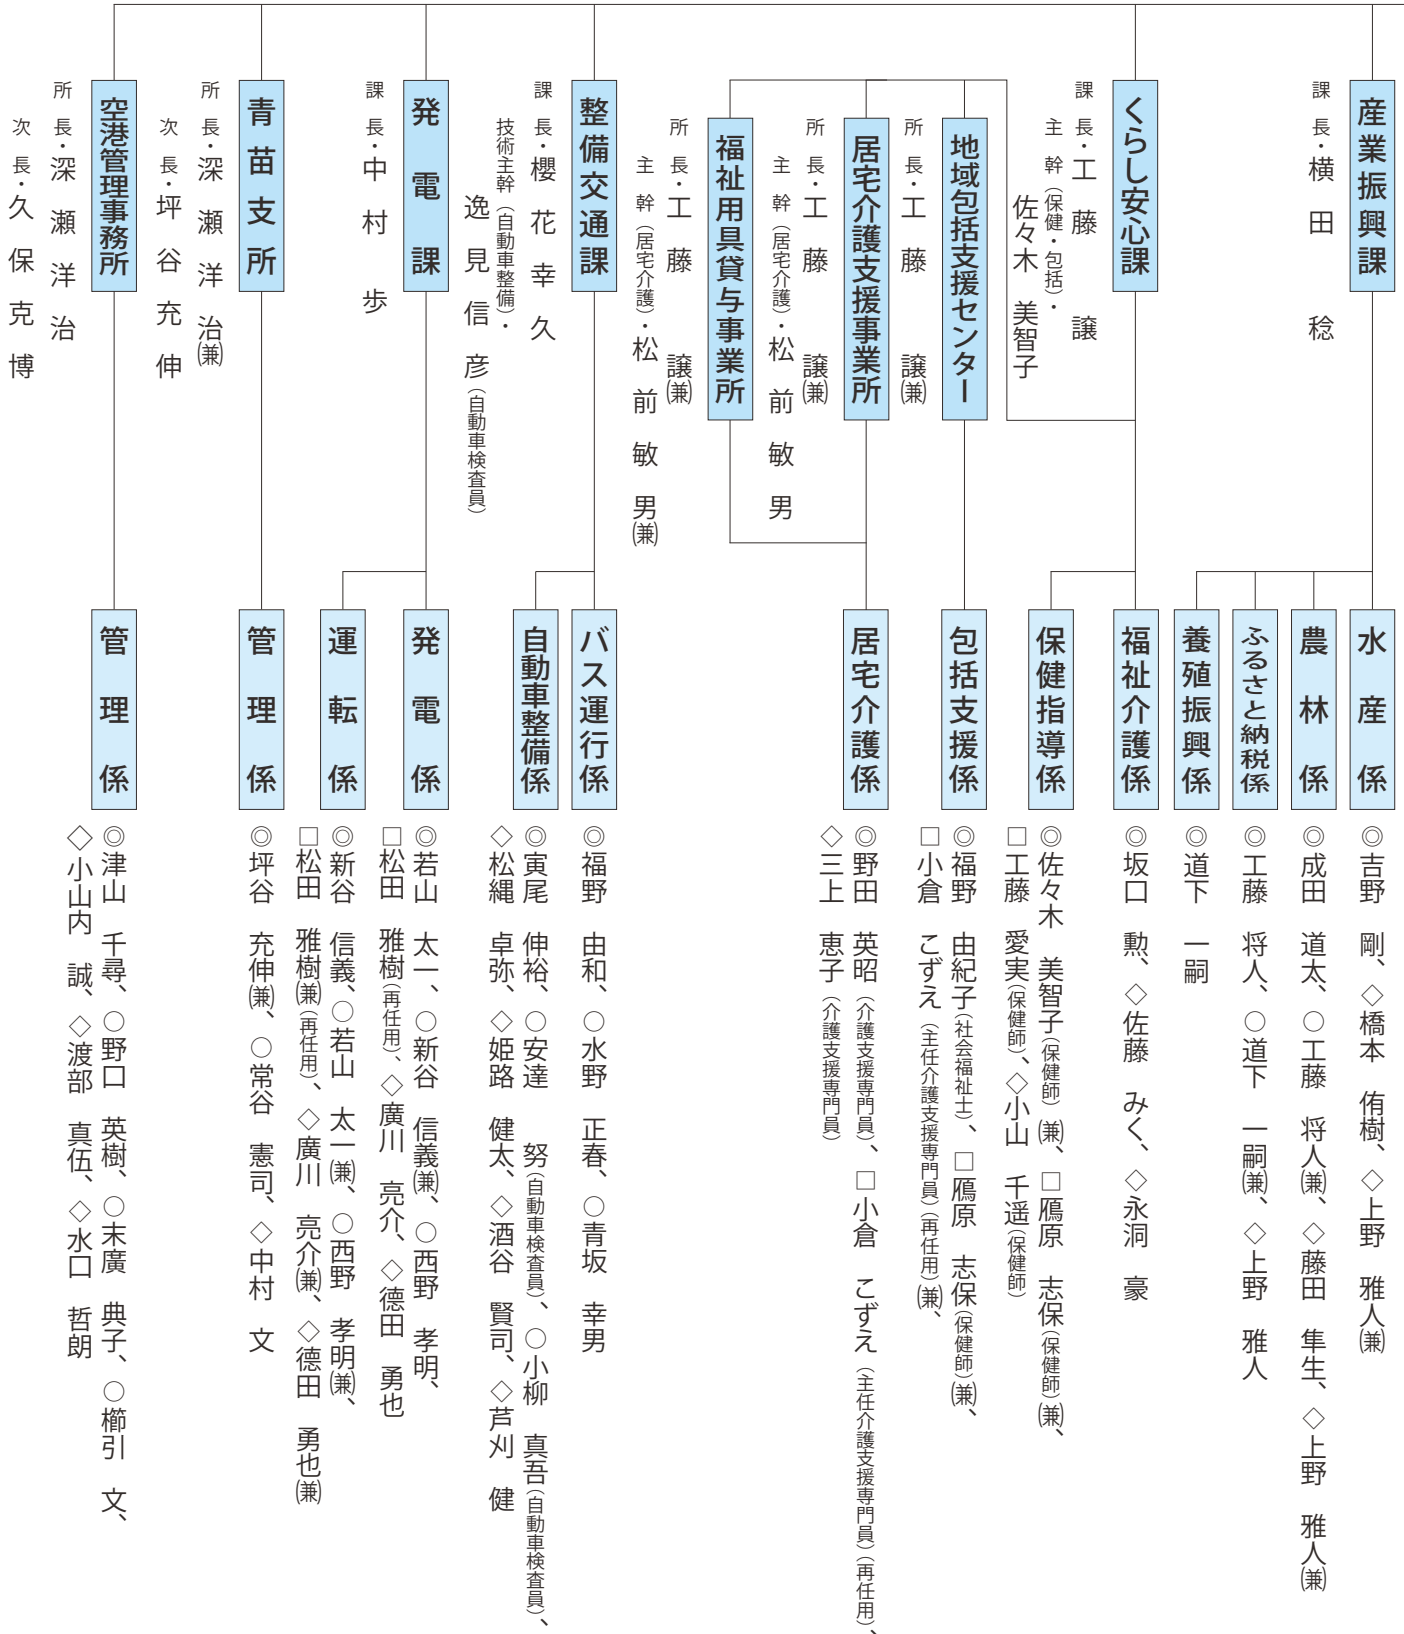 産業振興課
課長・横田　稔
水産係
◎吉野　剛、◇橋本　侑樹、◇上野　雅人㈱
農林係
◎成田　道太、○工藤　将人(兼)、◇藤田　隼生、◇上野　雅人(兼)
ふるさと納税係
◎工藤　将人、○道下　一嗣(兼)、◇上野　雅人
養殖振興係
◎道下　一嗣
くらし安心課
課長・工藤　譲
主幹(保健・包括)・
佐々木　美智子
福祉介護係
◎坂口　勲、◇佐藤　みく、◇永洞　豪
保健指導係
◎佐々木　美智子(保健師)(兼)、□鴈原　志保(保健師)(兼)、
□工藤　愛実(保健師)、◇小山　千遥(保健師)
地域包括支援センター
所長・工藤　譲(兼)
包括支援係
◎福野　由紀子(社会福祉士)、□鴈原　志保(保健師)(兼)、
□小倉　こずえ(主任介護支援専門員)(再任用)(兼)、
居宅介護支援事業所
所長・工藤　譲(兼)
主幹(居宅介護)・松前敏男
福祉用具貸与事業所
所長・工藤　譲(兼)
主幹(居宅介護)・松前敏男(兼)
居宅介護係
◎野田　英昭(介護支援専門員)、□小倉　こずえ(主任介護支援専門員)(再任用)、
◇三上　恵子(介護支援専門員)
整備交通課
課長・櫻花幸久
技術主幹(自動車整備)・
逸見信彦(自動車検査員)
バス運行係
◎福野　由和、○水野　正春、○青坂　幸男
自動車整備係
◎寅尾　伸裕、○安達　努(自動車検査員)、○小柳　真吾(自動車検査員)、
◇松縄　卓弥、◇姫路　健太、◇酒谷　賢司、◇芦刈　健
発電課
課長・中村　歩
発電係
◎若山　太一、○新谷　信義(兼)、○西野　孝明、
□松田　雅樹(再任用)、◇廣川　亮介、◇德田　勇也
運転係
◎新谷　信義、○若山　太一(兼)、○西野　孝明(兼)、
□松田　雅樹(兼)(再任用)、◇廣川　亮介(兼)、◇德田　勇也(兼)
青苗支所
所長・深瀬洋治(兼)
次長・坪谷充伸
管理係
◎坪谷　充伸(兼)、○常谷　憲司、◇中村　文
空港管理事務所
所長・深瀬洋治
次長・久保克博
管理係
◎津山　千尋、○野口　英樹、○末廣　典子、○櫛引　文、
◇小山内　誠、◇渡部　真伍、◇水口　哲朗